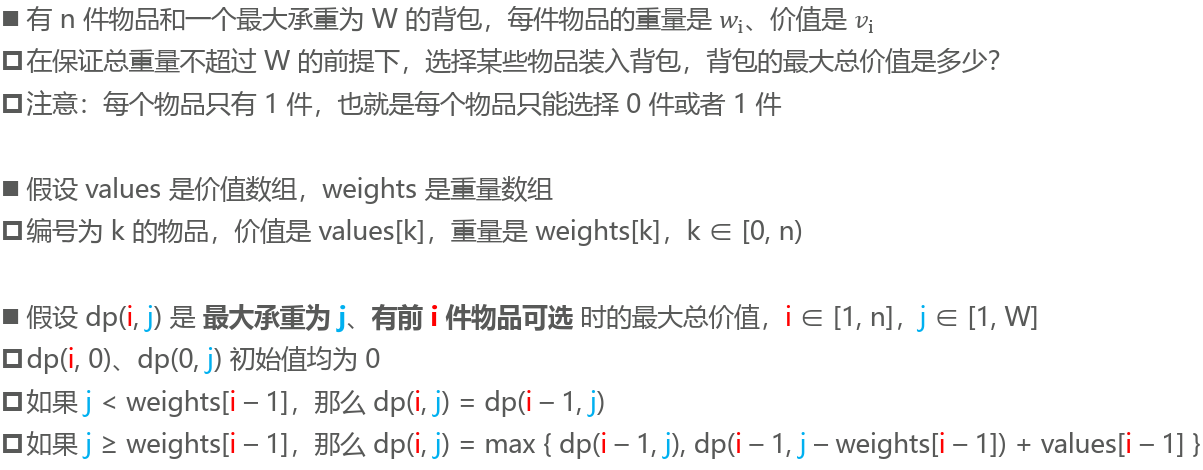 ■ 有 n 件物品和一个最大承重为 W 的背包，每件物品的重量是 𝑤i、价值是 𝑣i
□ 在保证总重量不超过 W 的前提下，选择某些物品装入背包，背包的最大总价值是多少？
□ 注意：每个物品只有 1 件，也就是每个物品只能选择 0 件或者 1 件
■ 假设 values 是价值数组，weights 是重量数组
□ 编号为 k 的物品，价值是 values[k]，重量是 weights[k]，k ∈ [0, n)
■ 假设 dp(i, j) 是 最大承重为 j、有前 i 件物品可选 时的最大总价值，i ∈ [1, n]，j ∈ [1, W]
□ dp(i, 0)、dp(0, j) 初始值均为 0
□ 如果 j < weights[i – 1]，那么 dp(i, j) = dp(i – 1, j)
□ 如果 j ≥ weights[i – 1]，那么 dp(i, j) = max { dp(i – 1, j), dp(i – 1, j – weights[i – 1]) + values[i – 1] }